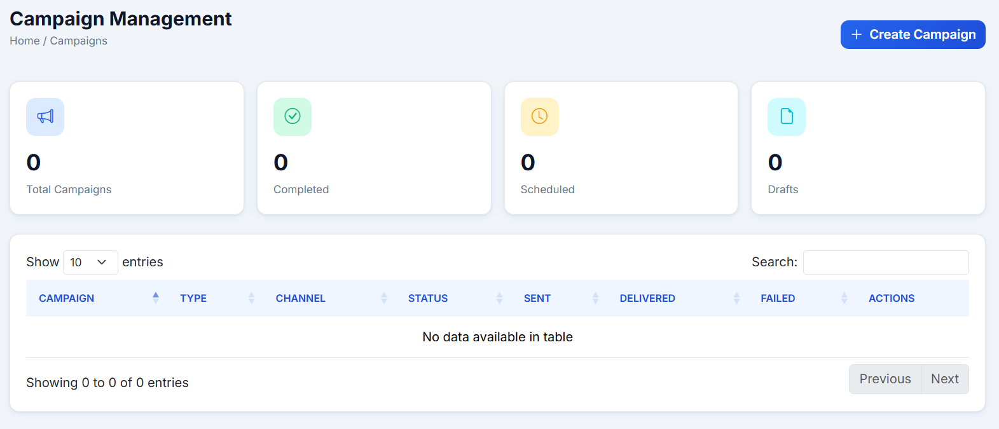 Campaign Management
Home / Campaigns
+ Create Campaign
0
Total Campaigns
0
Completed
0
Scheduled
0
Drafts
Show 10 entries
Search:
CAMPAIGN TYPE CHANNEL STATUS SENT DELIVERED FAILED ACTIONS
No data available in table
Showing 0 to 0 of 0 entries
Previous Next